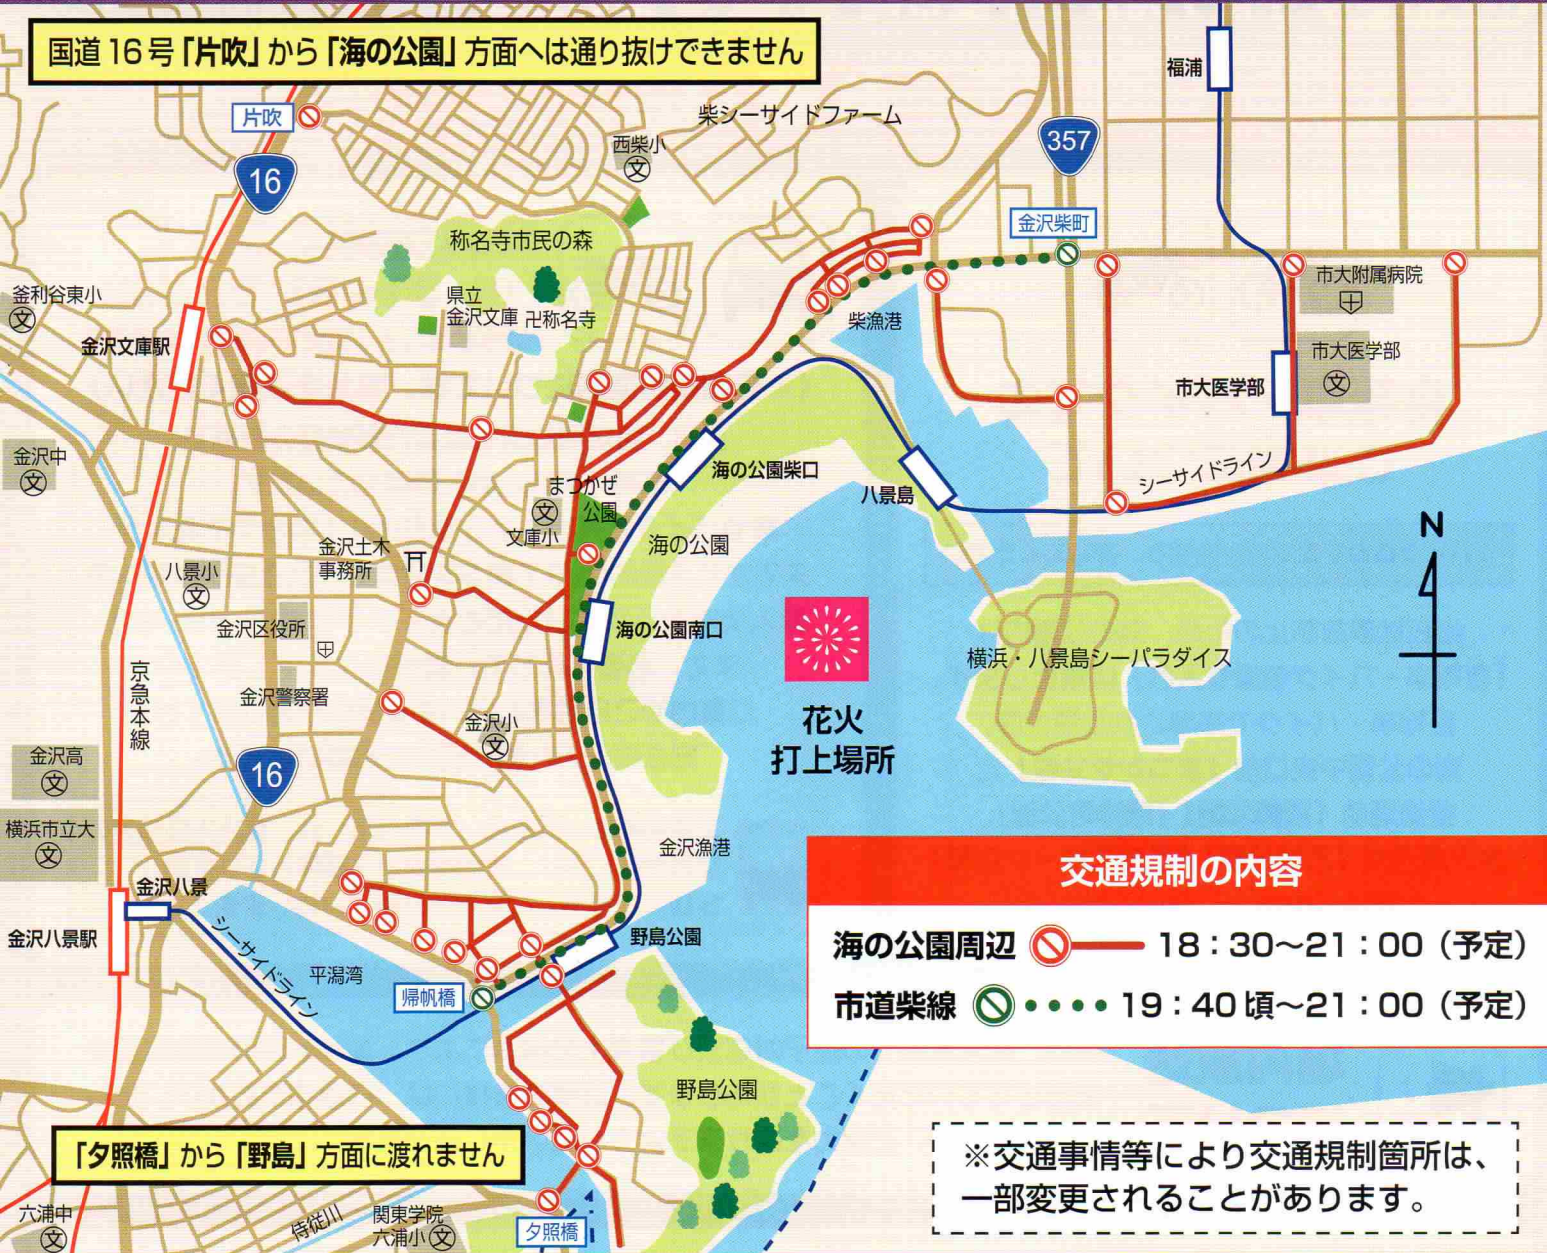 国道16号「片吹」から「海の公園」方面へは通り抜けできません
片吹
16
西柴小
文
柴シーサイドファーム
357
福浦
金沢柴町
称名寺市民の森
県立
金沢文庫
卍称名寺
釜利谷東小
文
金沢文庫駅
柴漁港
市大附属病院
市大医学部
文
市大医学部
シーサイドライン
金沢中
文
まつかぜ
公園
文
文庫小
海の公園柴口
八景島
海の公園
金沢土木
事務所
八景小
文
金沢区役所
海の公園南口
N
横浜・八景島シーパラダイス
花火
打上場所
京急本線
金沢警察署
金沢小
文
金沢高
文
16
横浜市立大
文
金沢漁港
金沢八景
金沢八景駅
シーサイドライン
平潟湾
帰帆橋
野島公園
野島公園
交通規制の内容
海の公園周辺 18:30〜21:00(予定)
市道柴線 19:40頃〜21:00(予定)
「夕照橋」から「野島」方面に渡れません
六浦中
文
侍従川
関東学院
六浦小文
夕照橋
※交通事情等により交通規制箇所は、
一部変更されることがあります。